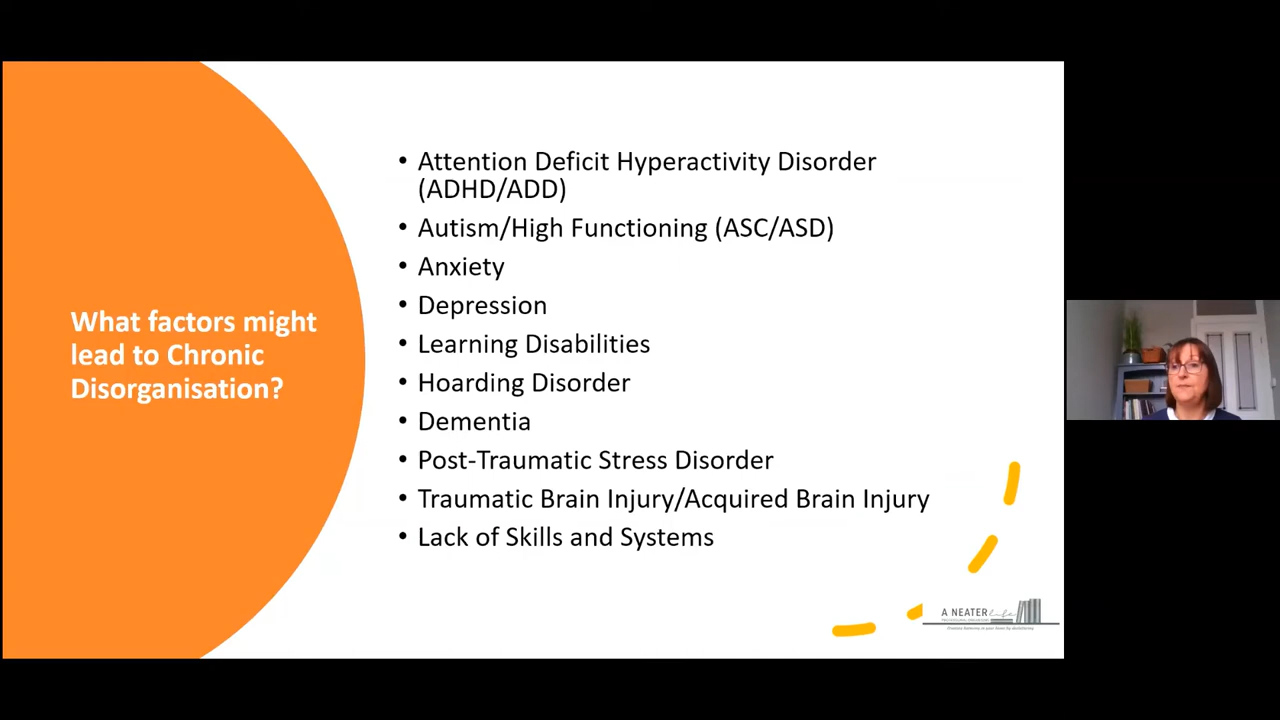 What factors might
lead to Chronic
Disorganisation?
• Attention Deficit Hyperactivity Disorder
(ADHD/ADD)
• Autism/High Functioning (ASC/ASD)
• Anxiety
• Depression
• Learning Disabilities
• Hoarding Disorder
• Dementia
• Post-Traumatic Stress Disorder
• Traumatic Brain Injury/Acquired Brain Injury
• Lack of Skills and Systems
A NEATER life